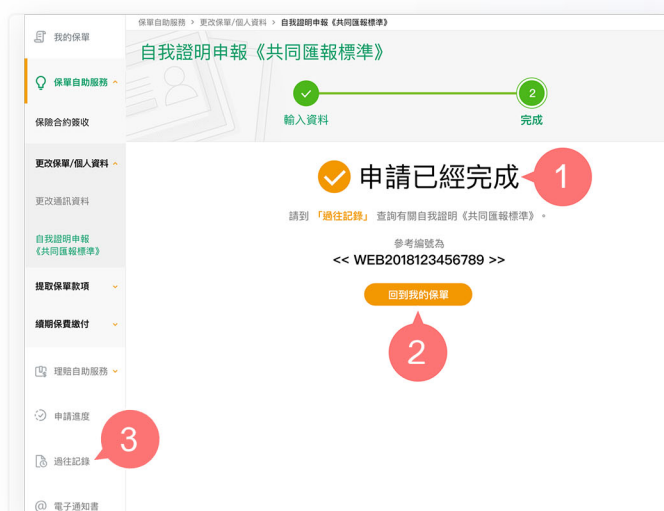 保單自助服務 > 更改保單/個人資料 > 自我證明申報《共同匯報標準》
我的保單
自我證明申報《共同匯報標準》
保單自助服務
2
輸入資料
完成
保險合約簽收
更改保單/個人資料
申請已經完成
1
更改通訊資料
請到 「過往記錄」 查詢有關自我證明《共同匯報標準》。
自我證明申報
《共同匯報標準》
參考編號為
<< WEB2018123456789 >>
提取保單款項
回到我的保單
續期保費繳付
2
理賠自助服務
申請進度
3
過往記錄
@ 電子通知書